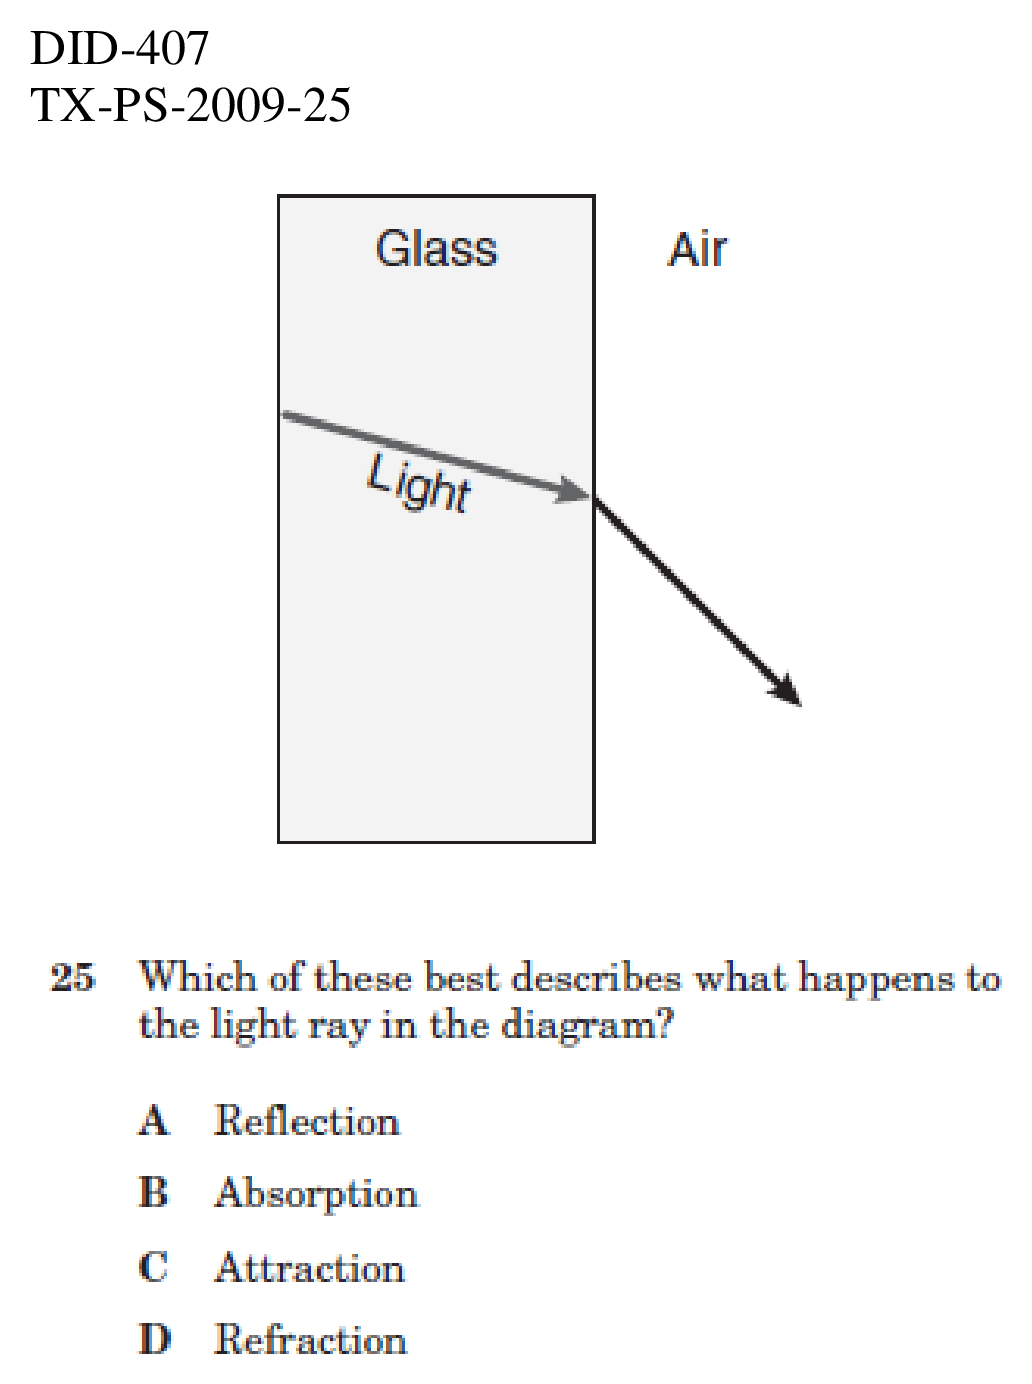 DID-407
TX-PS-2009-25
Glass
Air
Light
25 Which of these best describes what happens to
the light ray in the diagram?
A Reflection
B Absorption
C Attraction
D Refraction